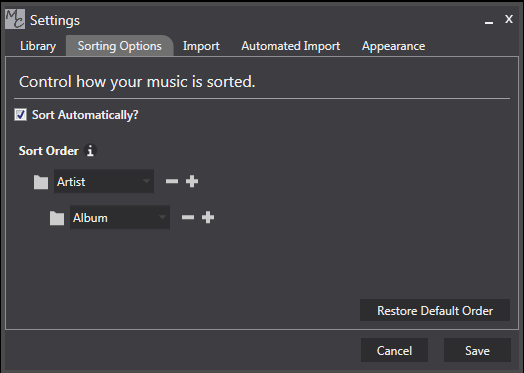 MC Settings
Library Sorting Options Import Automated Import Appearance
Control how your music is sorted.
Sort Automatically?
Sort Order i
Artist
Album
Restore Default Order
Cancel Save